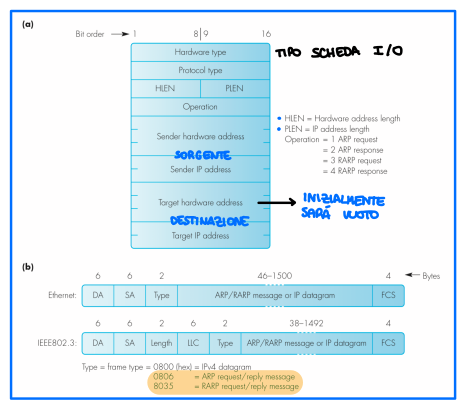 (a)
Bit order 1 8 9 16
Hardware type TIPO SCHEDA I/O
Protocol type
HLEN PLEN
Operation
• HLEN = Hardware address length
• PLEN = IP address length
Operation = 1 ARP request
= 2 ARP response
= 3 RARP request
= 4 RARP response
Sender hardware address
SORGENTE
Sender IP address
Target hardware address INIZIALMENTE SARÁ VUOTO
DESTINAZIONE
Target IP address
(b)
6 6 2 46–1500 4 Bytes
Ethernet: DA SA Type ARP/RARP message or IP datagram FCS
6 6 2 6 2 38–1492 4
IEEE802.3: DA SA Length LLC Type ARP/RARP message or IP datagram FCS
Type = frame type = 0800 (hex) = IPv4 datagram
0806 = ARP request/reply message
8035 = RARP request/reply message